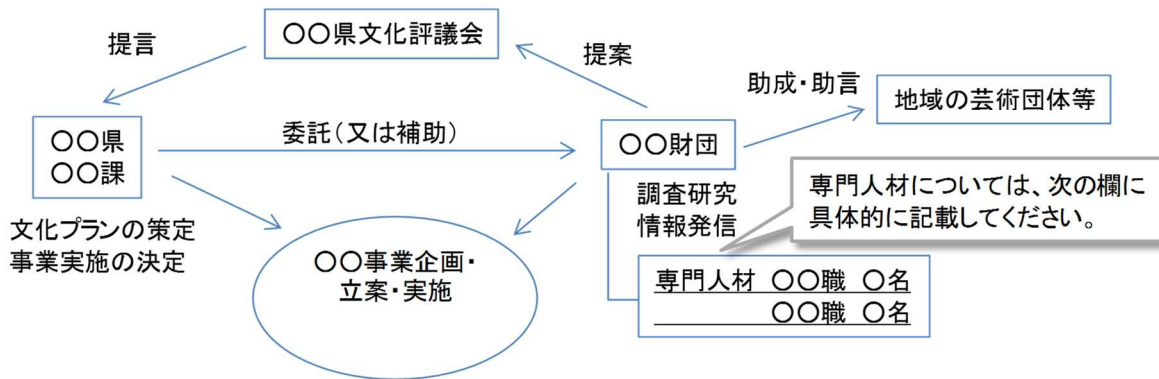 〇〇県文化評議会
提言
提案
助成・助言
地域の芸術団体等
〇〇県
〇〇課
委託(又は補助)
〇〇財団
文化プランの策定
事業実施の決定
調査研究
情報発信
専門人材については、次の欄に
具体的に記載してください。
〇〇事業企画・
立案・実施
専門人材 〇〇職 〇名
〇〇職 〇名